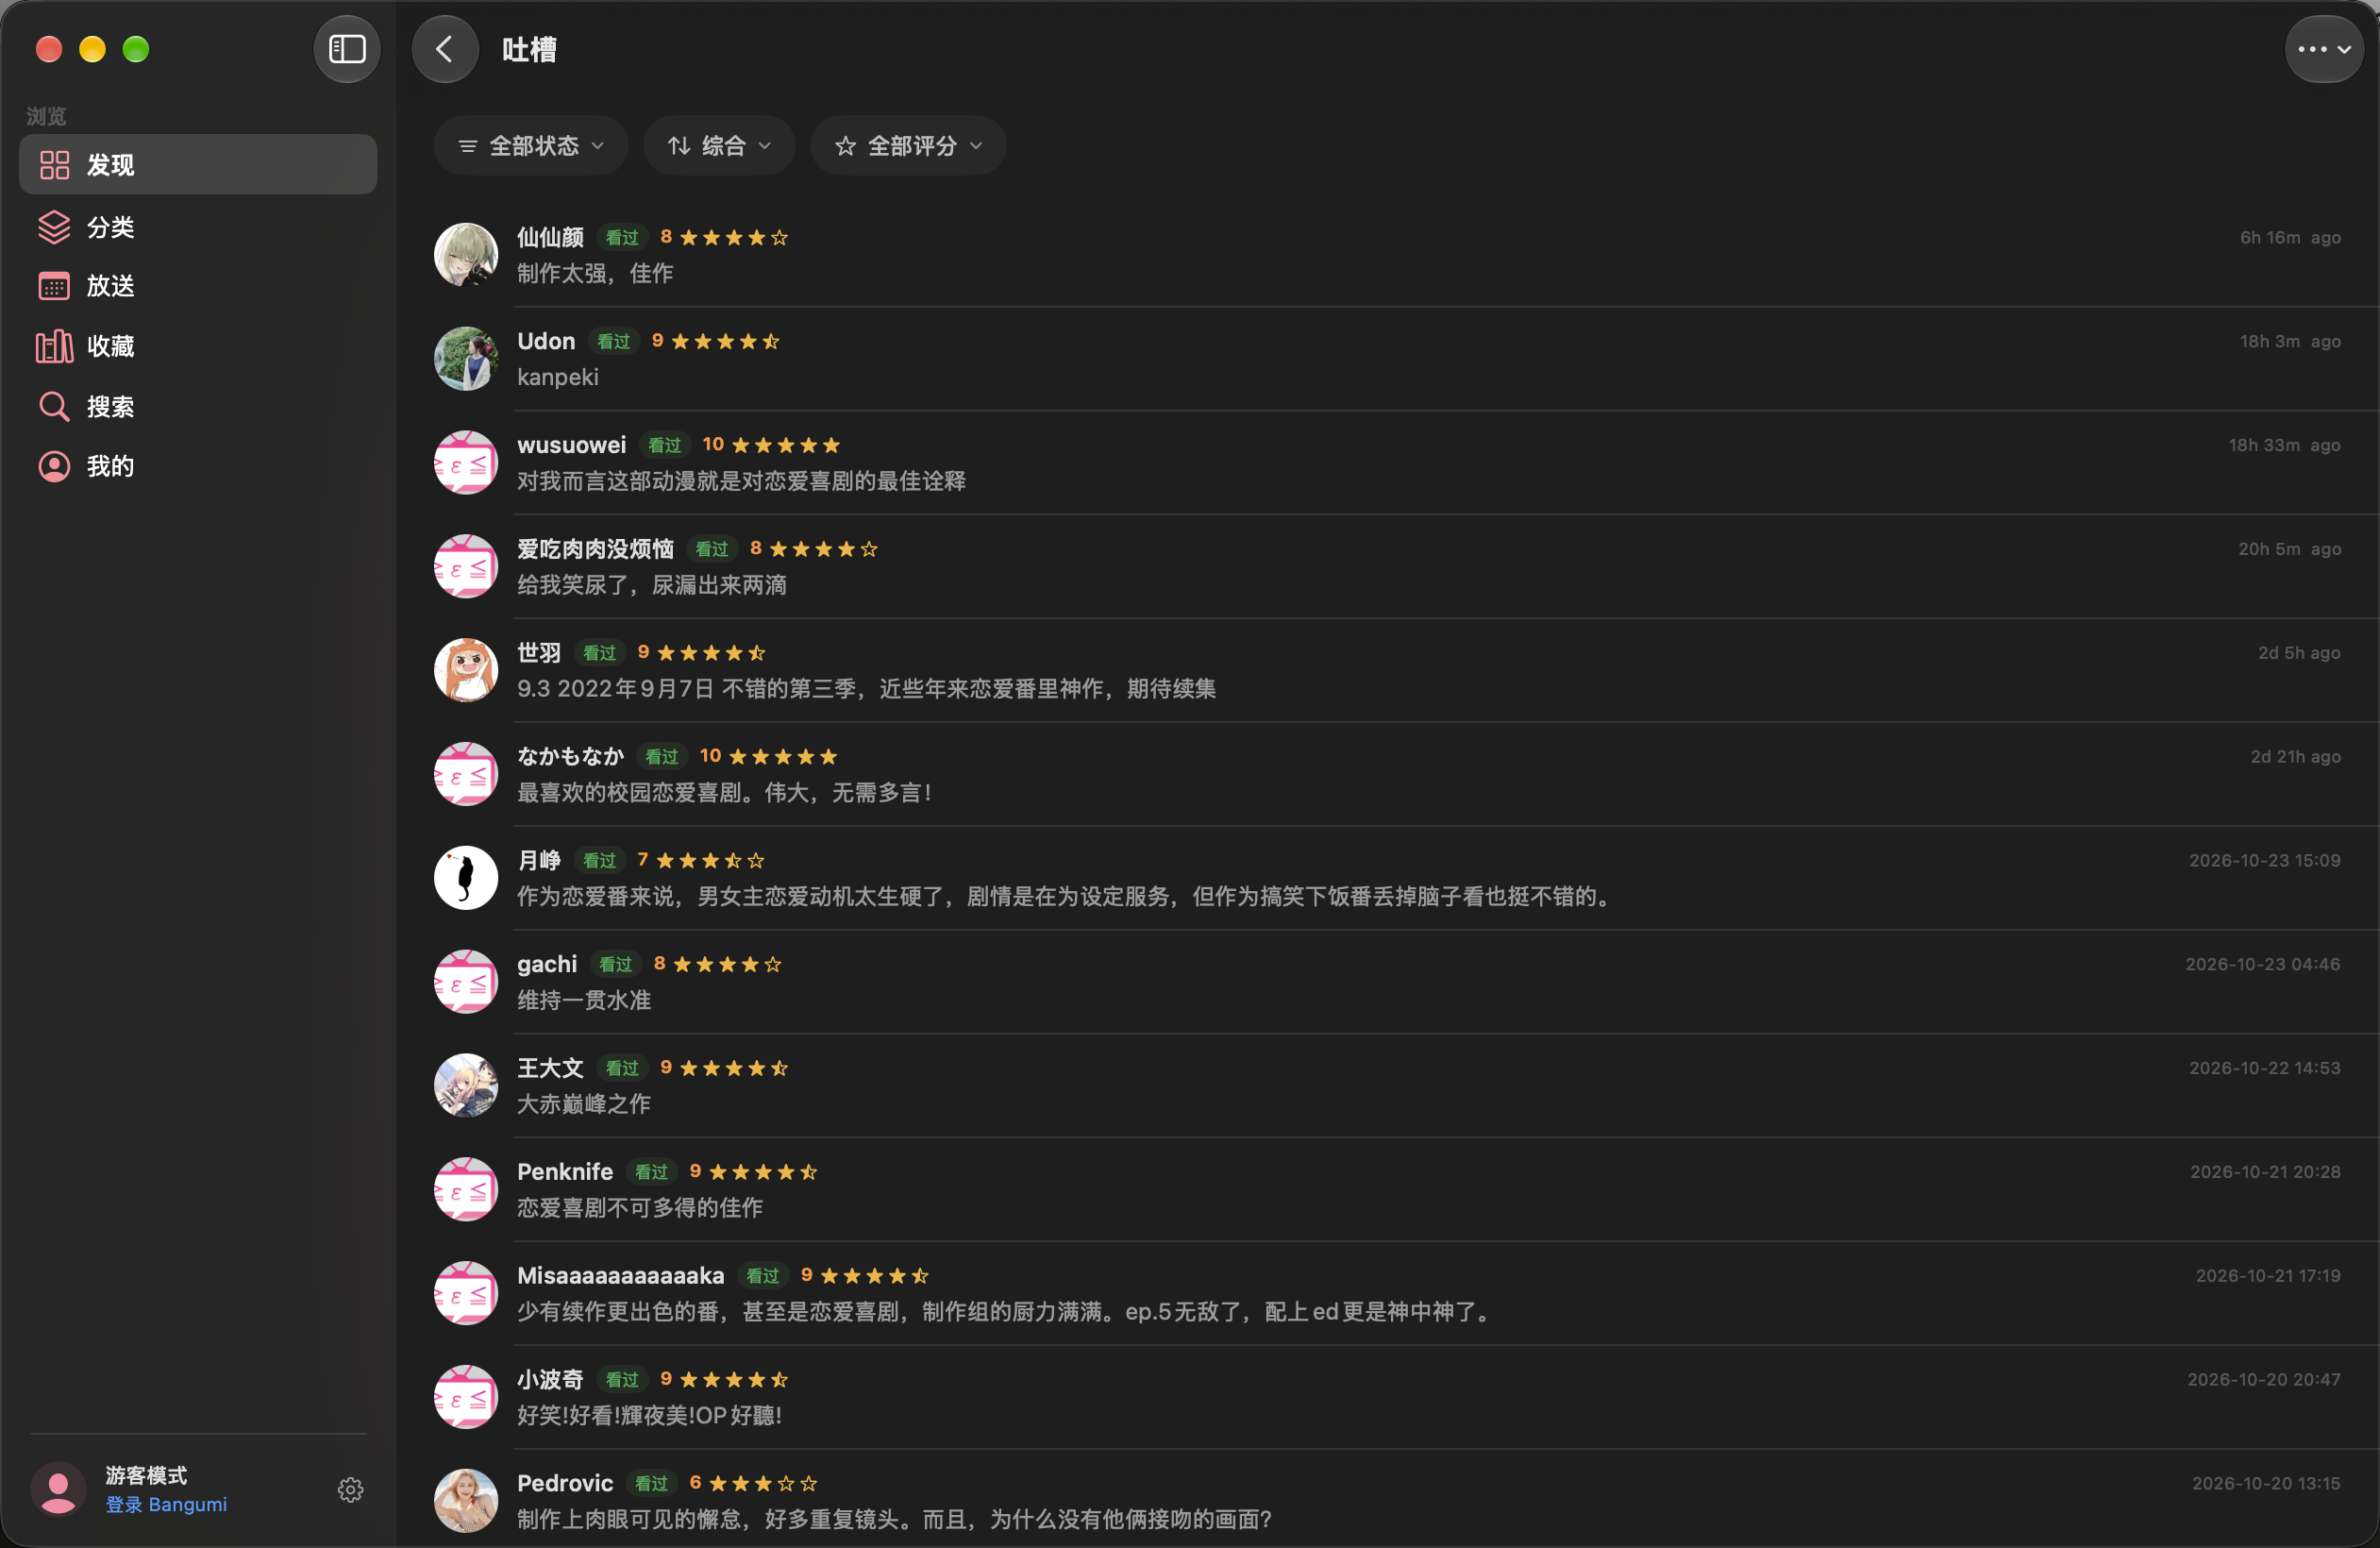 吐槽
浏览
发现
分类
放送
收藏
搜索
我的
游客模式
登录 Bangumi
全部状态 综合 全部评分
仙仙颜 看过 8 6h 16m ago
制作太强，佳作
Udon 看过 9 18h 3m ago
kanpeki
wusuowei 看过 10 18h 33m ago
对我而言这部动漫就是对恋爱喜剧的最佳诠释
爱吃肉肉没烦恼 看过 8 20h 5m ago
给我笑尿了，尿漏出来两滴
世羽 看过 9 2d 5h ago
9.3 2022年9月7日 不错的第三季，近些年来恋爱番里神作，期待续集
なかもなか 看过 10 2d 21h ago
最喜欢的校园恋爱喜剧。伟大，无需多言！
月峥 看过 7 2026-10-23 15:09
作为恋爱番来说，男女主恋爱动机太生硬了，剧情是在为设定服务，但作为搞笑下饭番丢掉脑子看也挺不错的。
gachi 看过 8 2026-10-23 04:46
维持一贯水准
王大文 看过 9 2026-10-22 14:53
大赤巅峰之作
Penknife 看过 9 2026-10-21 20:28
恋爱喜剧不可多得的佳作
Misaaaaaaaaaaaka 看过 9 2026-10-21 17:19
少有续作更出色的番，甚至是恋爱喜剧，制作组的厨力满满。ep.5无敌了，配上ed更是神中神了。
小波奇 看过 9 2026-10-20 20:47
好笑!好看!輝夜美!OP好聽!
Pedrovic 看过 6 2026-10-20 13:15
制作上肉眼可见的懈怠，好多重复镜头。而且，为什么没有他俩接吻的画面？